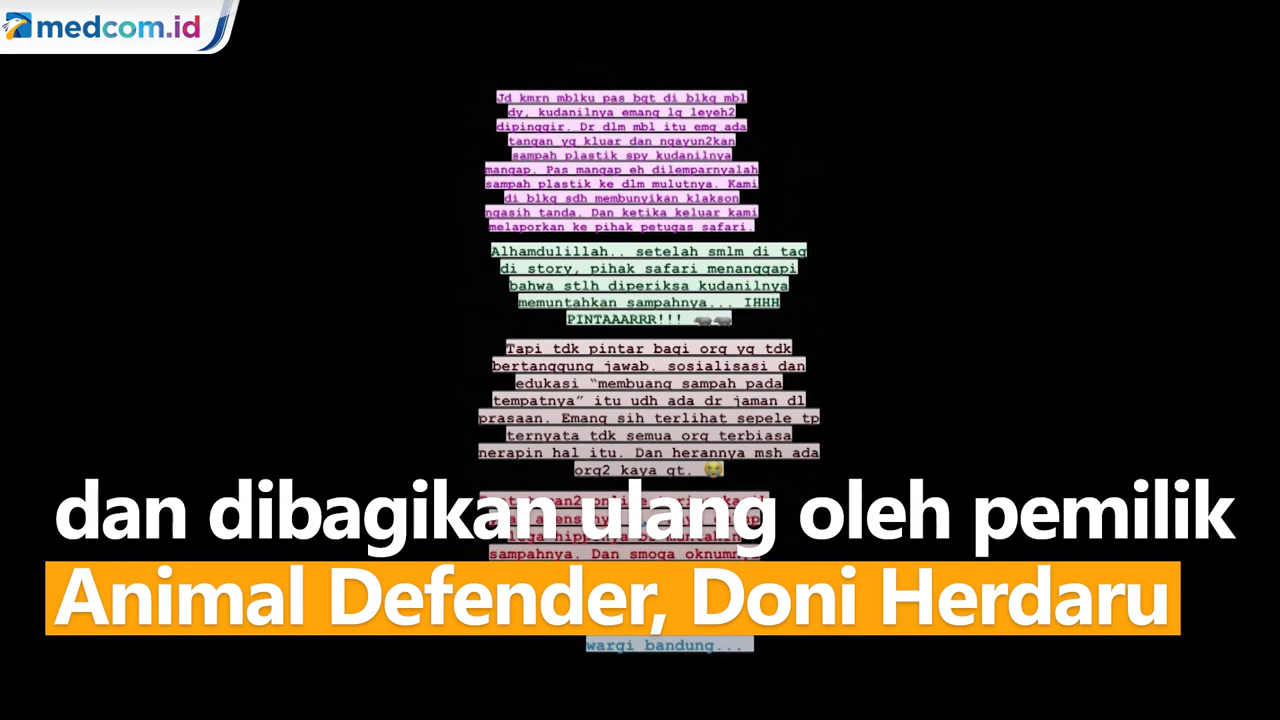 medcom.id
Jd kmrn mblku pas bgt di blkg mbl
dy, kudanilnya emang lg leyeh2
dipinggir. Dr dlm mbl itu emg ada
tangan yg kluar dan ngayun2kan
sampah plastik spy kudanilnya
mangap. Pas mangap eh dilemparnyalah
sampah plastik ke dlm mulutnya. Kami
di blkg sdh membunyikan klakson
ngasih tanda. Dan ketika keluar kami
melaporkan ke pihak petugas safari.
Alhamdulillah.. setelah smlm di tag
di story, pihak safari menanggapi
bahwa stlh diperiksa kudanilnya
memuntahkan sampahnya... IHHH
PINTAAARRR!!! 🦛🦛
Tapi tdk pintar bagi org yg tdk
bertanggung jawab. sosialisasi dan
edukasi "membuang sampah pada
tempatnya" itu udh ada dr jaman dl
prasaan. Emang sih terlihat sepele tp
ternyata tdk semua org terbiasa
nerapin hal itu. Dan herannya msh ada
org2 kaya gt. 😭
sampahnya. Dan smoga oknumnya
dan dibagikan ulang oleh pemilik
Animal Defender, Doni Herdaru
wargi bandung...